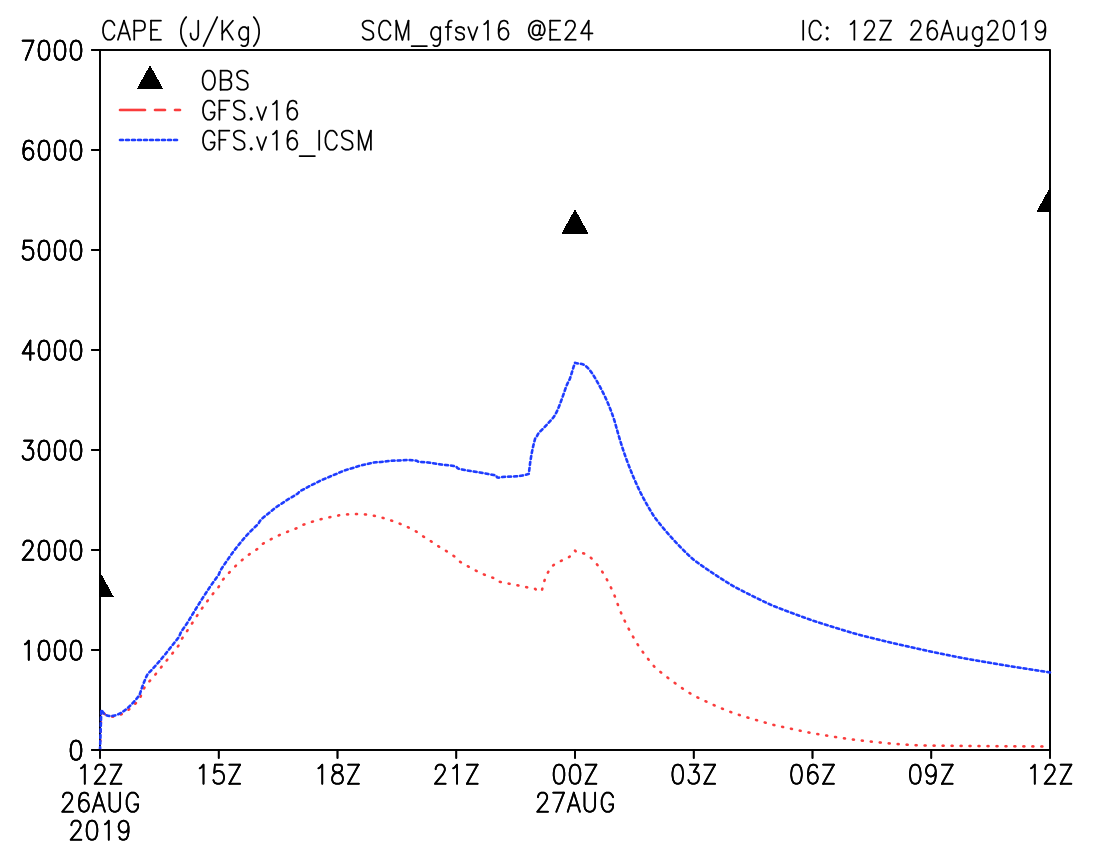 CAPE (J/Kg) SCM_gfsv16 @E24 IC: 12Z 26Aug2019
7000
OBS
GFS.v16
GFS.v16_ICSM
6000
5000
4000
3000
2000
1000
0
12Z 15Z 18Z 21Z 00Z 03Z 06Z 09Z 12Z
26AUG 27AUG
2019